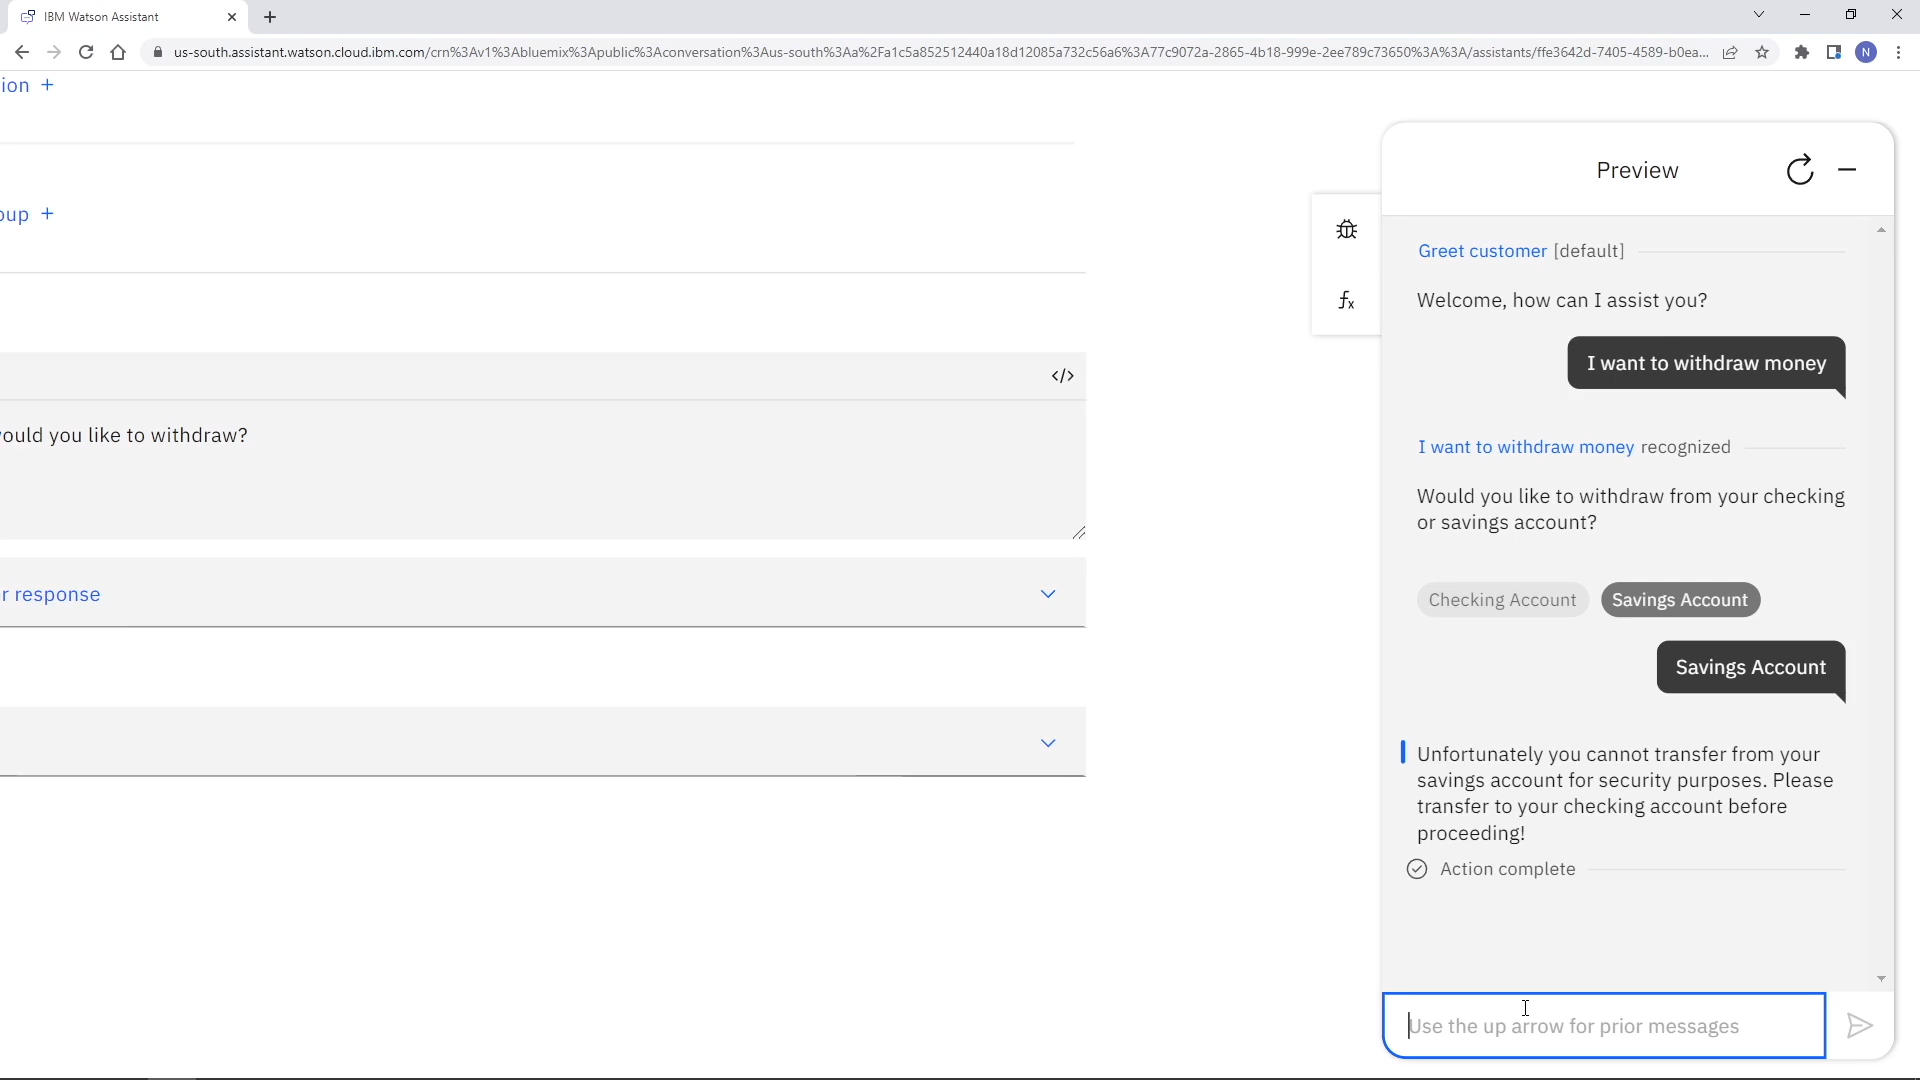 IBM Watson Assistant
us-south.assistant.watson.cloud.ibm.com/crn%3Av1%3Abluemix%3Apublic%3Aconversation%3Aus-south%3Aa%2Fa1c5a852512440a18d12085a732c56a6%3A77c9072a-2865-4b18-999e-2ee789c73650%3A%3A/assistants/ffe3642d-7405-4589-b0ea...
N
ion +
oup +
</>
ould you like to withdraw?
r response
Preview
fx
Greet customer [default]
Welcome, how can I assist you?
I want to withdraw money
I want to withdraw money recognized
Would you like to withdraw from your checking
or savings account?
Checking Account Savings Account
Savings Account
Unfortunately you cannot transfer from your
savings account for security purposes. Please
transfer to your checking account before
proceeding!
Action complete
Use the up arrow for prior messages